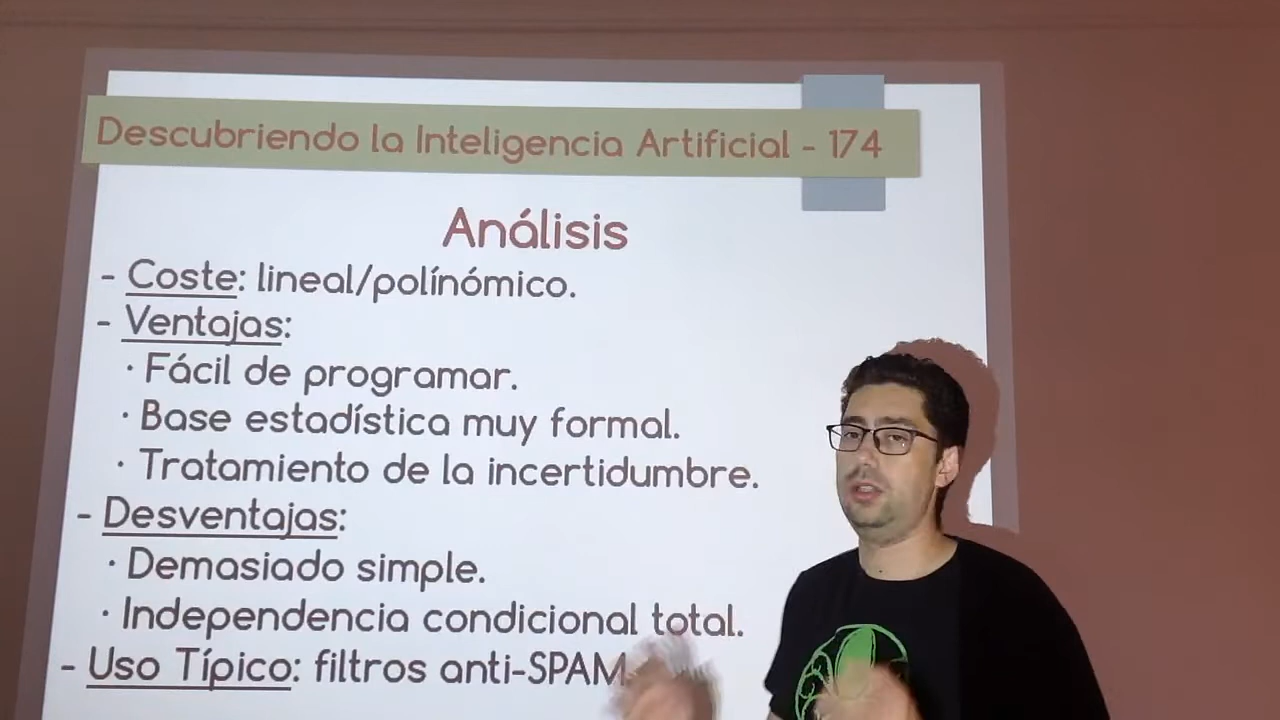 Descubriendo la Inteligencia Artificial - 174
Análisis
- Coste: lineal/polínómico.
- Ventajas:
· Fácil de programar.
· Base estadística muy formal.
· Tratamiento de la incertidumbre.
- Desventajas:
· Demasiado simple.
· Independencia condicional total.
- Uso Típico: filtros anti-SPAM